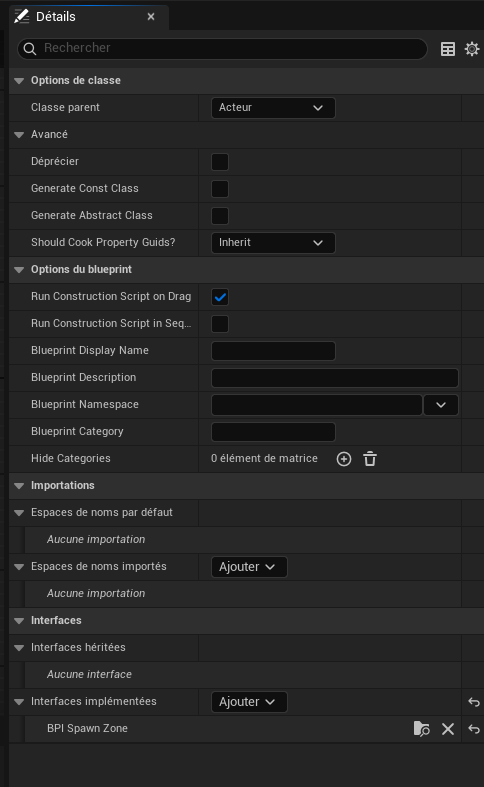 Détails
Rechercher
Options de classe
Classe parent Acteur
Avancé
Déprécier
Generate Const Class
Generate Abstract Class
Should Cook Property Guids? Inherit
Options du blueprint
Run Construction Script on Drag
Run Construction Script in Seq...
Blueprint Display Name
Blueprint Description
Blueprint Namespace
Blueprint Category
Hide Categories 0 élément de matrice
Importations
Espaces de noms par défaut
Aucune importation
Espaces de noms importés Ajouter
Aucune importation
Interfaces
Interfaces héritées
Aucune interface
Interfaces implémentées Ajouter
BPI Spawn Zone